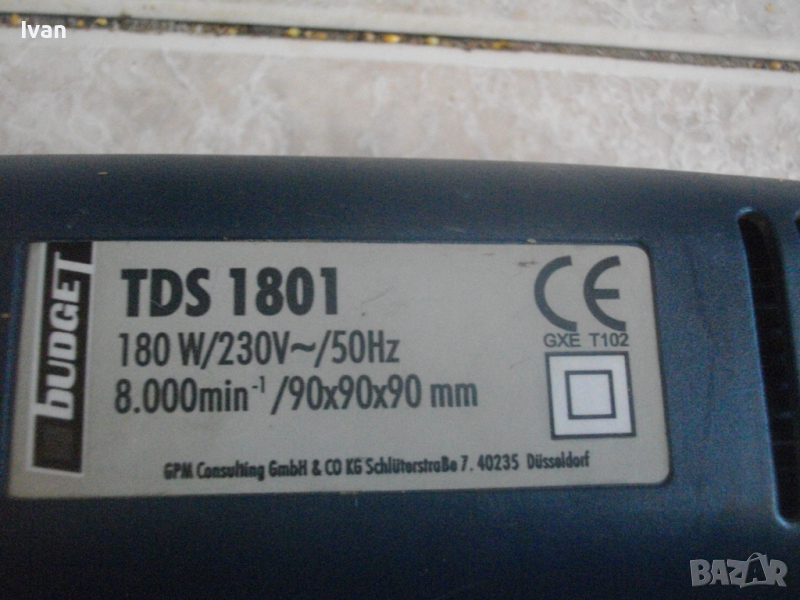 Ivan
bUDGET
TDS 1801
180 W/230V~/50Hz
8.000min⁻¹ /90x90x90 mm
CE
GXE T102
GPM Consulting GmbH & CO KG Schlüterstraße 7. 40235 Düsseldorf
BAZAR